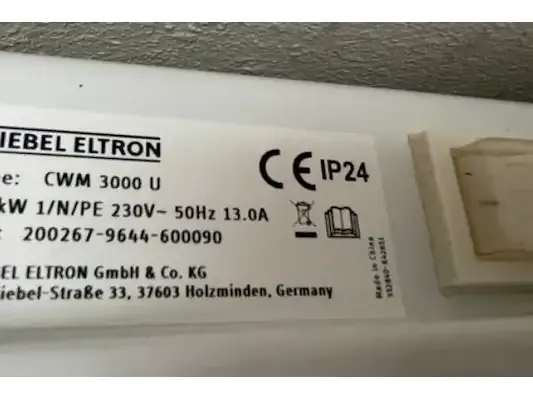 IEBEL ELTRON
CE IP24
e: CWM 3000 U
kW 1/N/PE 230V~ 50Hz 13.0A
: 200267-9644-600090
BEL ELTRON GmbH & Co. KG
iebel-Straße 33, 37603 Holzminden, Germany
Made in China